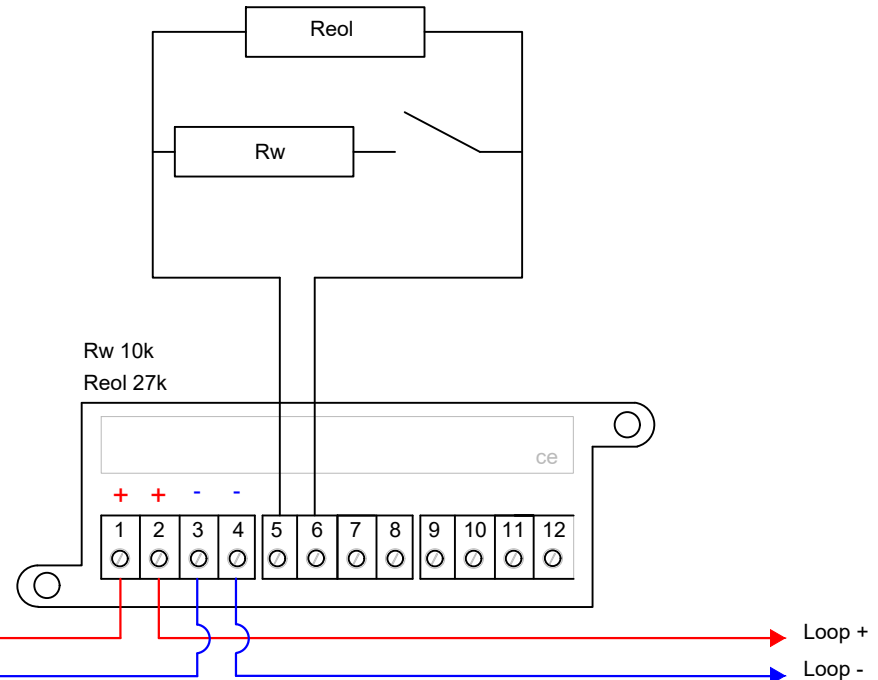 Reol
Rw
Rw 10k
Reol 27k
ce
+ + - -
1 2 3 4 5 6 7 8 9 10 11 12
Loop +
Loop -